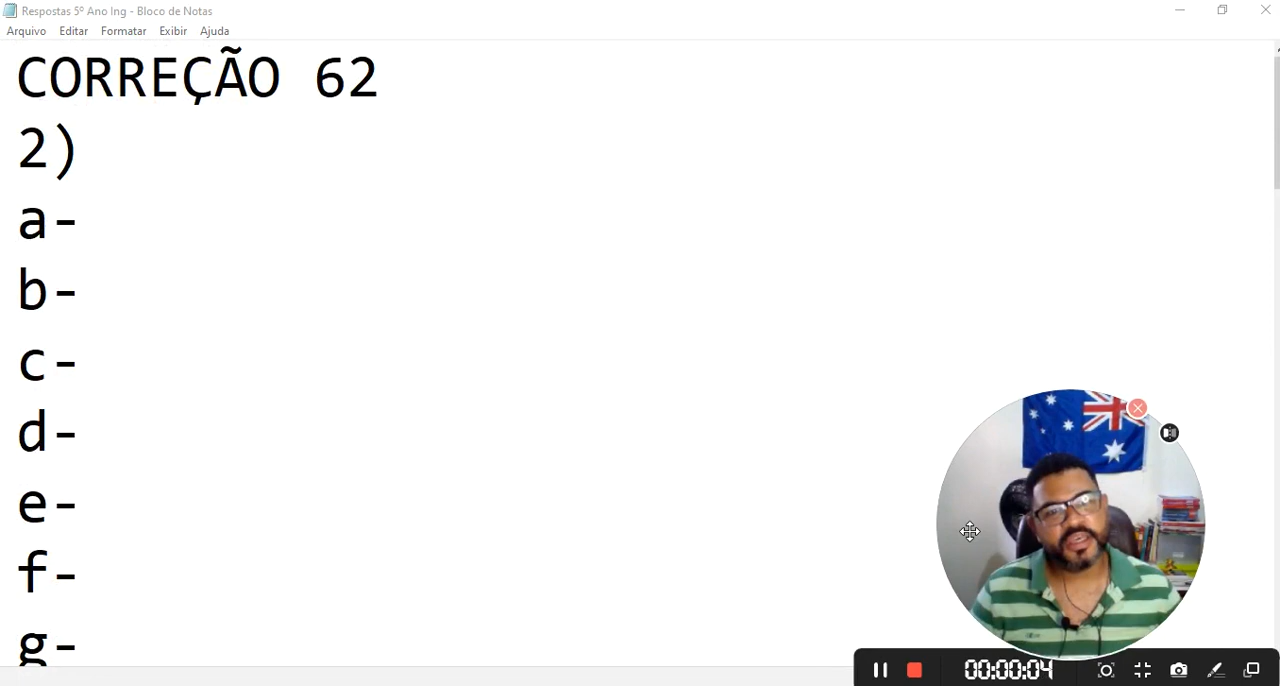 Respostas 5º Ano Ing - Bloco de Notas
Arquivo Editar Formatar Exibir Ajuda
CORREÇÃO 62
2)
a-
b-
c-
d-
e-
f-
g-
00:00:04